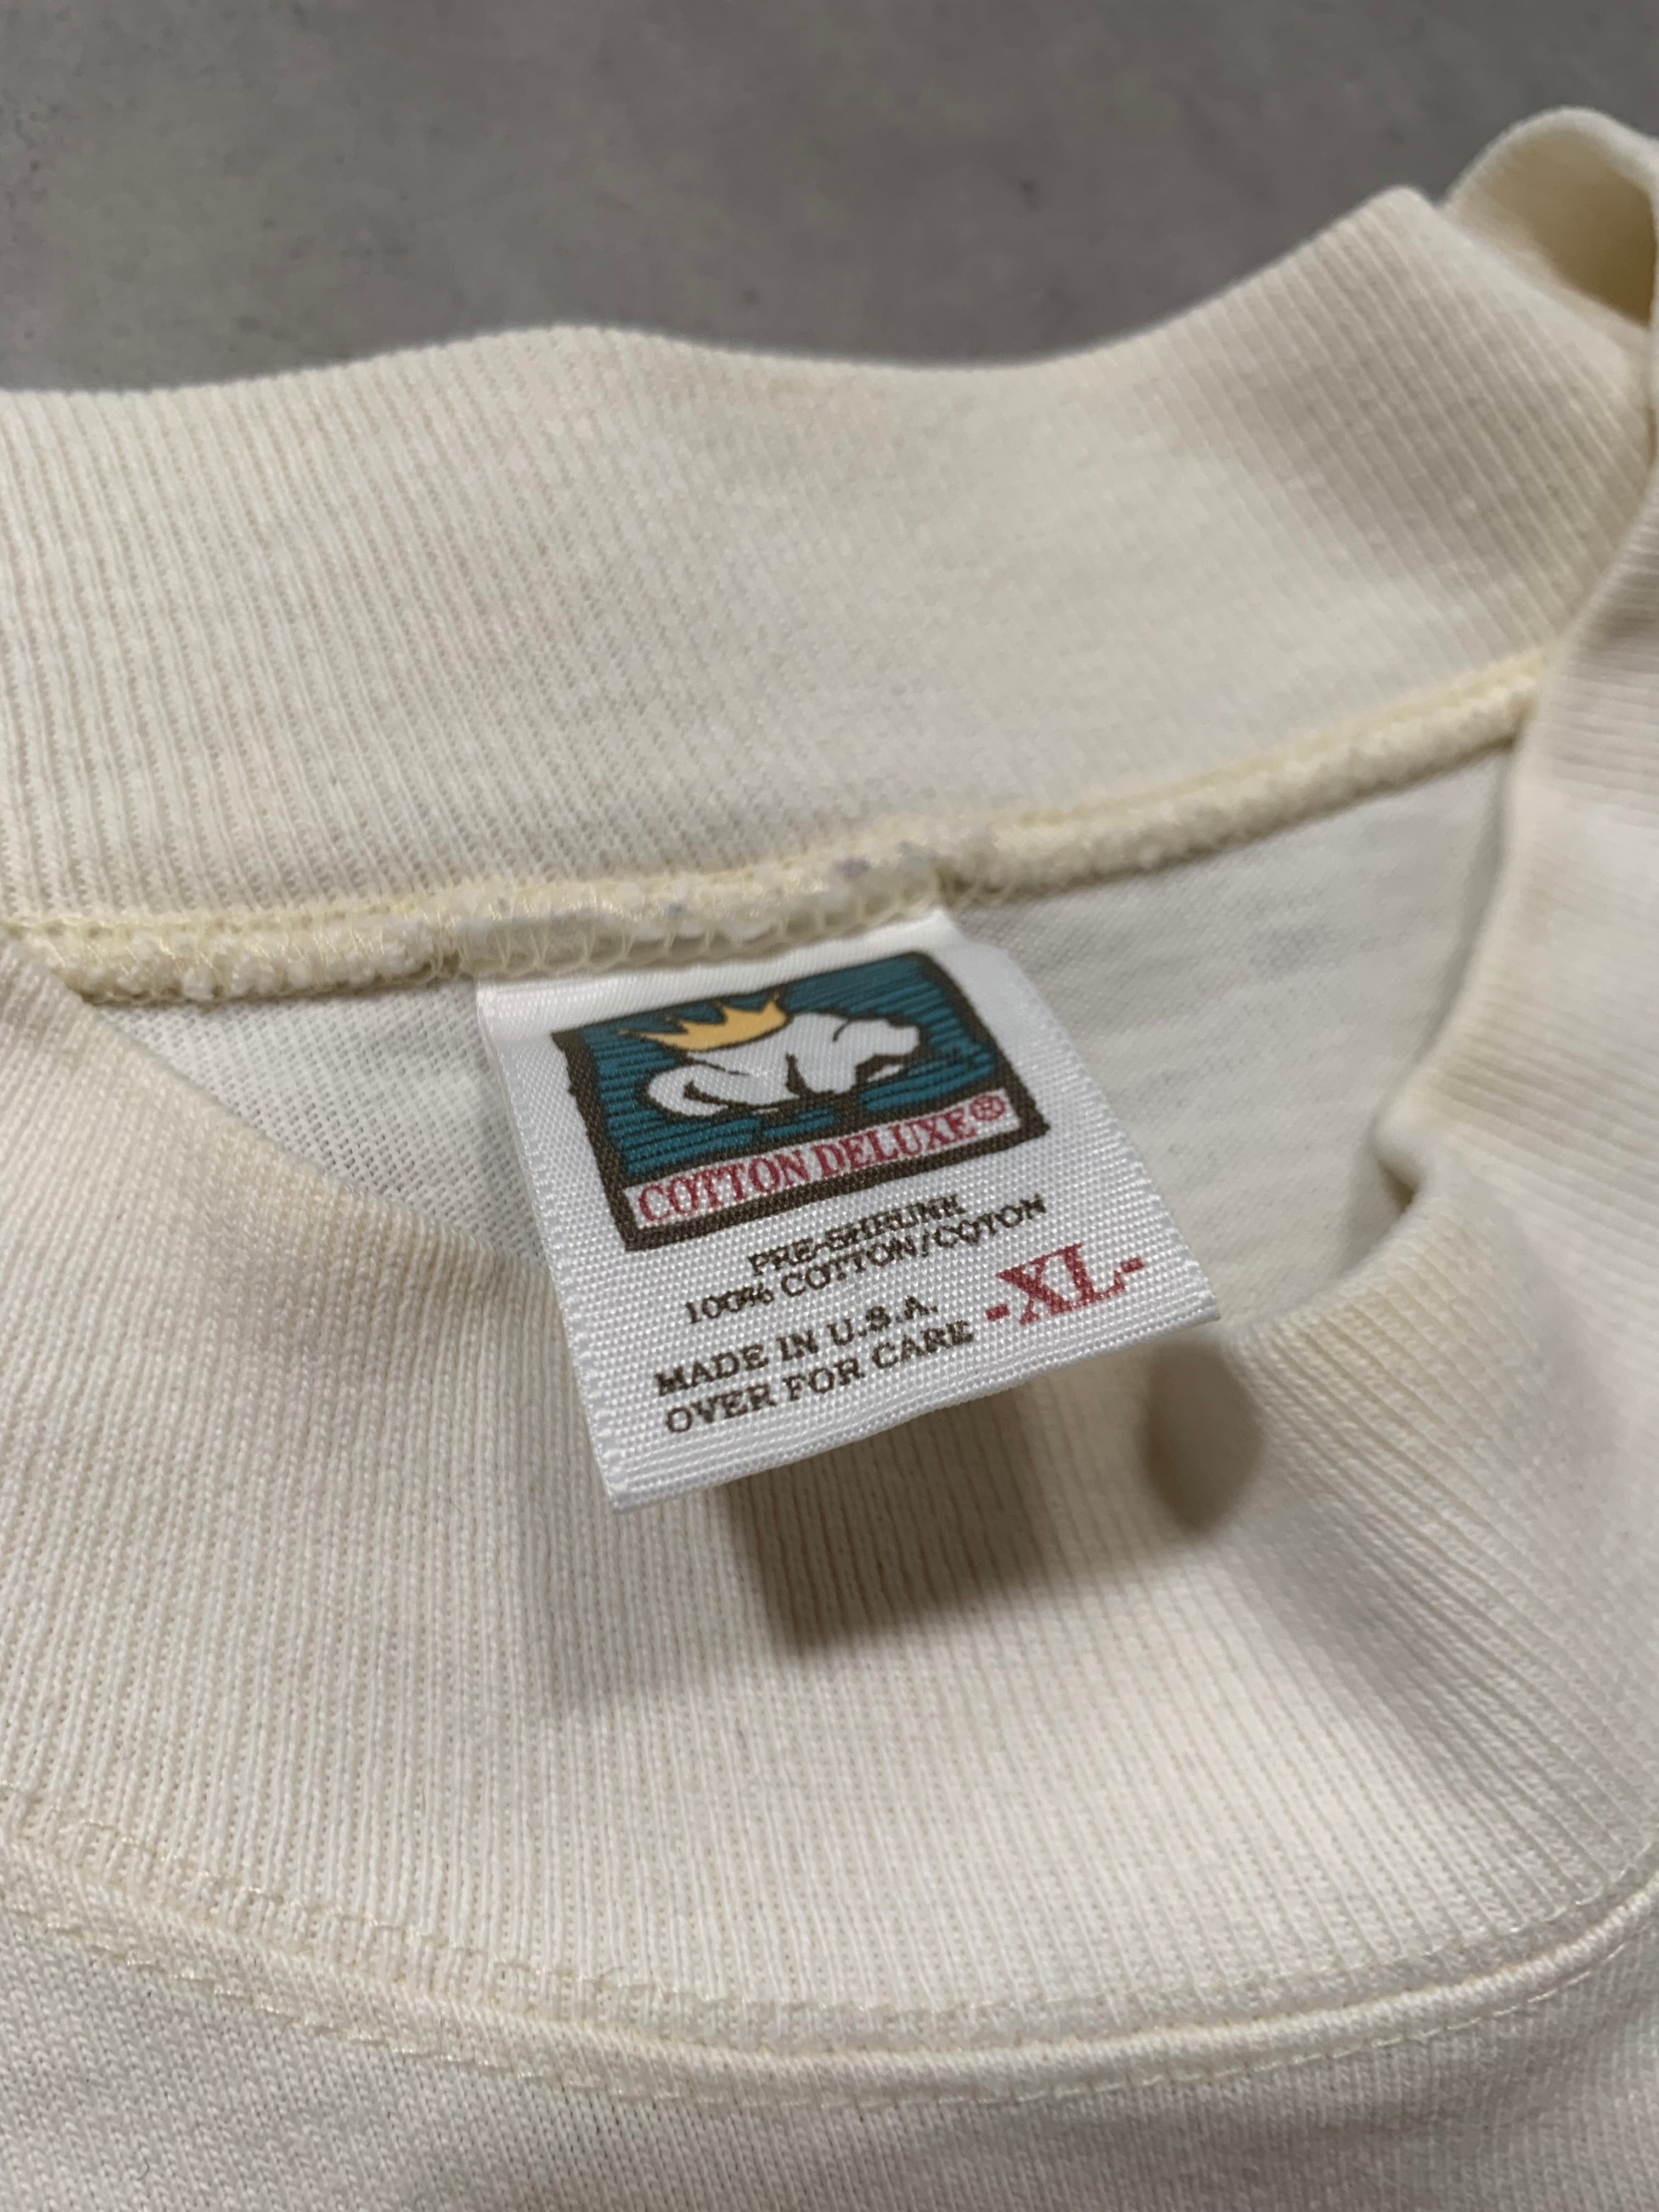 COTTON DELUXE®
PRE-SHRUNK
100% COTTON/COTON
MADE IN U.S.A. -XL-
OVER FOR CARE